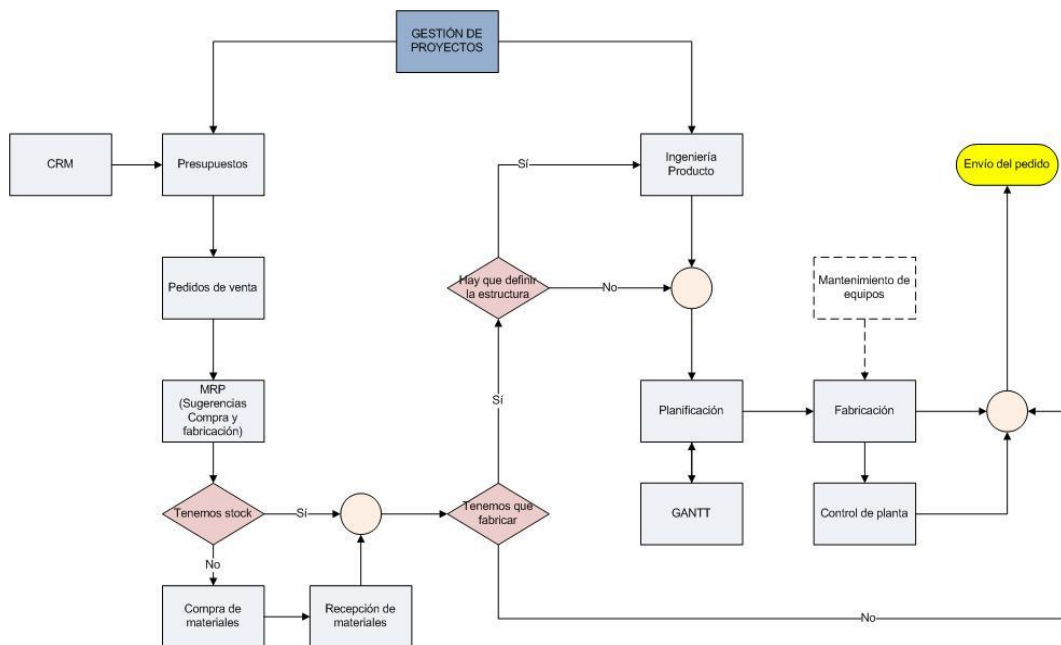 GESTIÓN DE
PROYECTOS
CRM
Presupuestos
Sí
Ingeniería
Producto
Envío del pedido
Pedidos de venta
Hay que definir
la estructura
No
Mantenimiento de
equipos
MRP
(Sugerencias
Compra y
fabricación)
Sí
Planificación
Fabricación
Tenemos stock
Sí
Tenemos que
fabricar
GANTT
Control de planta
No
Compra de
materiales
Recepción de
materiales
No